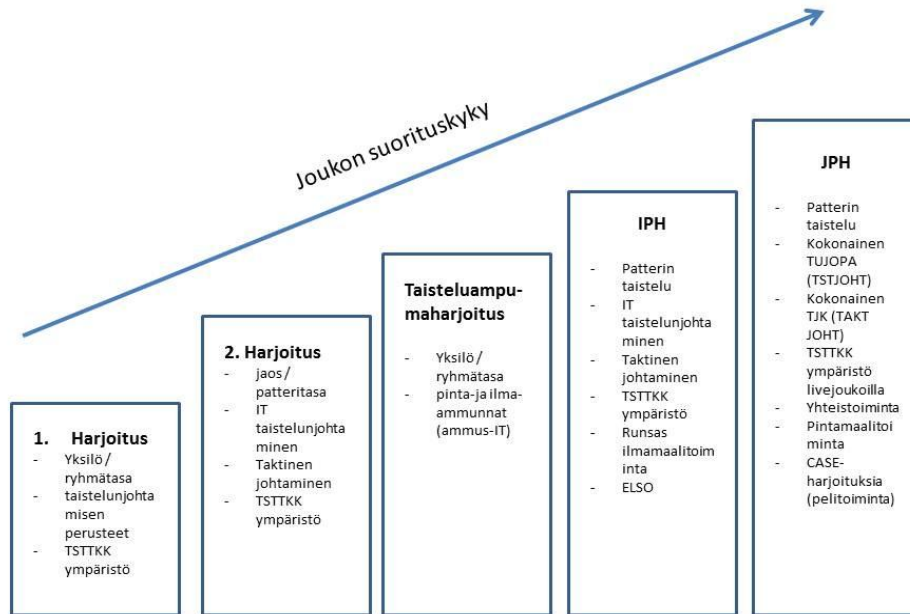 Joukon suorituskyky
1. Harjoitus
- Yksilö/
ryhmätasa
- taistelunjohta
misen
perusteet
- TSTTKK
ympäristö
2. Harjoitus
- jaos/
patteritasa
- IT
taistelunjohta
minen
- Taktinen
johtaminen
- TSTTKK
ympäristö
Taisteluampu-
maharjoitus
- Yksilö/
ryhmätasa
- pinta-ja ilma-
ammunnat
(ammus-IT)
IPH
- Patterin
taistelu
- IT
taistelunjohta
minen
- Taktinen
johtaminen
- TSTTKK
ympäristö
- Runsas
ilmamaalitoim
inta
- ELSO
JPH
- Patterin
taistelu
- Kokonainen
TUJOPA
(TSTJOHT)
- Kokonainen
TJK (TAKT
JOHT)
- TSTTKK
ympäristö
livejoukoilla
- Yhteistoiminta
- Pintamaalitoi
minta
- CASE-
harjoituksia
(pelitoiminta)